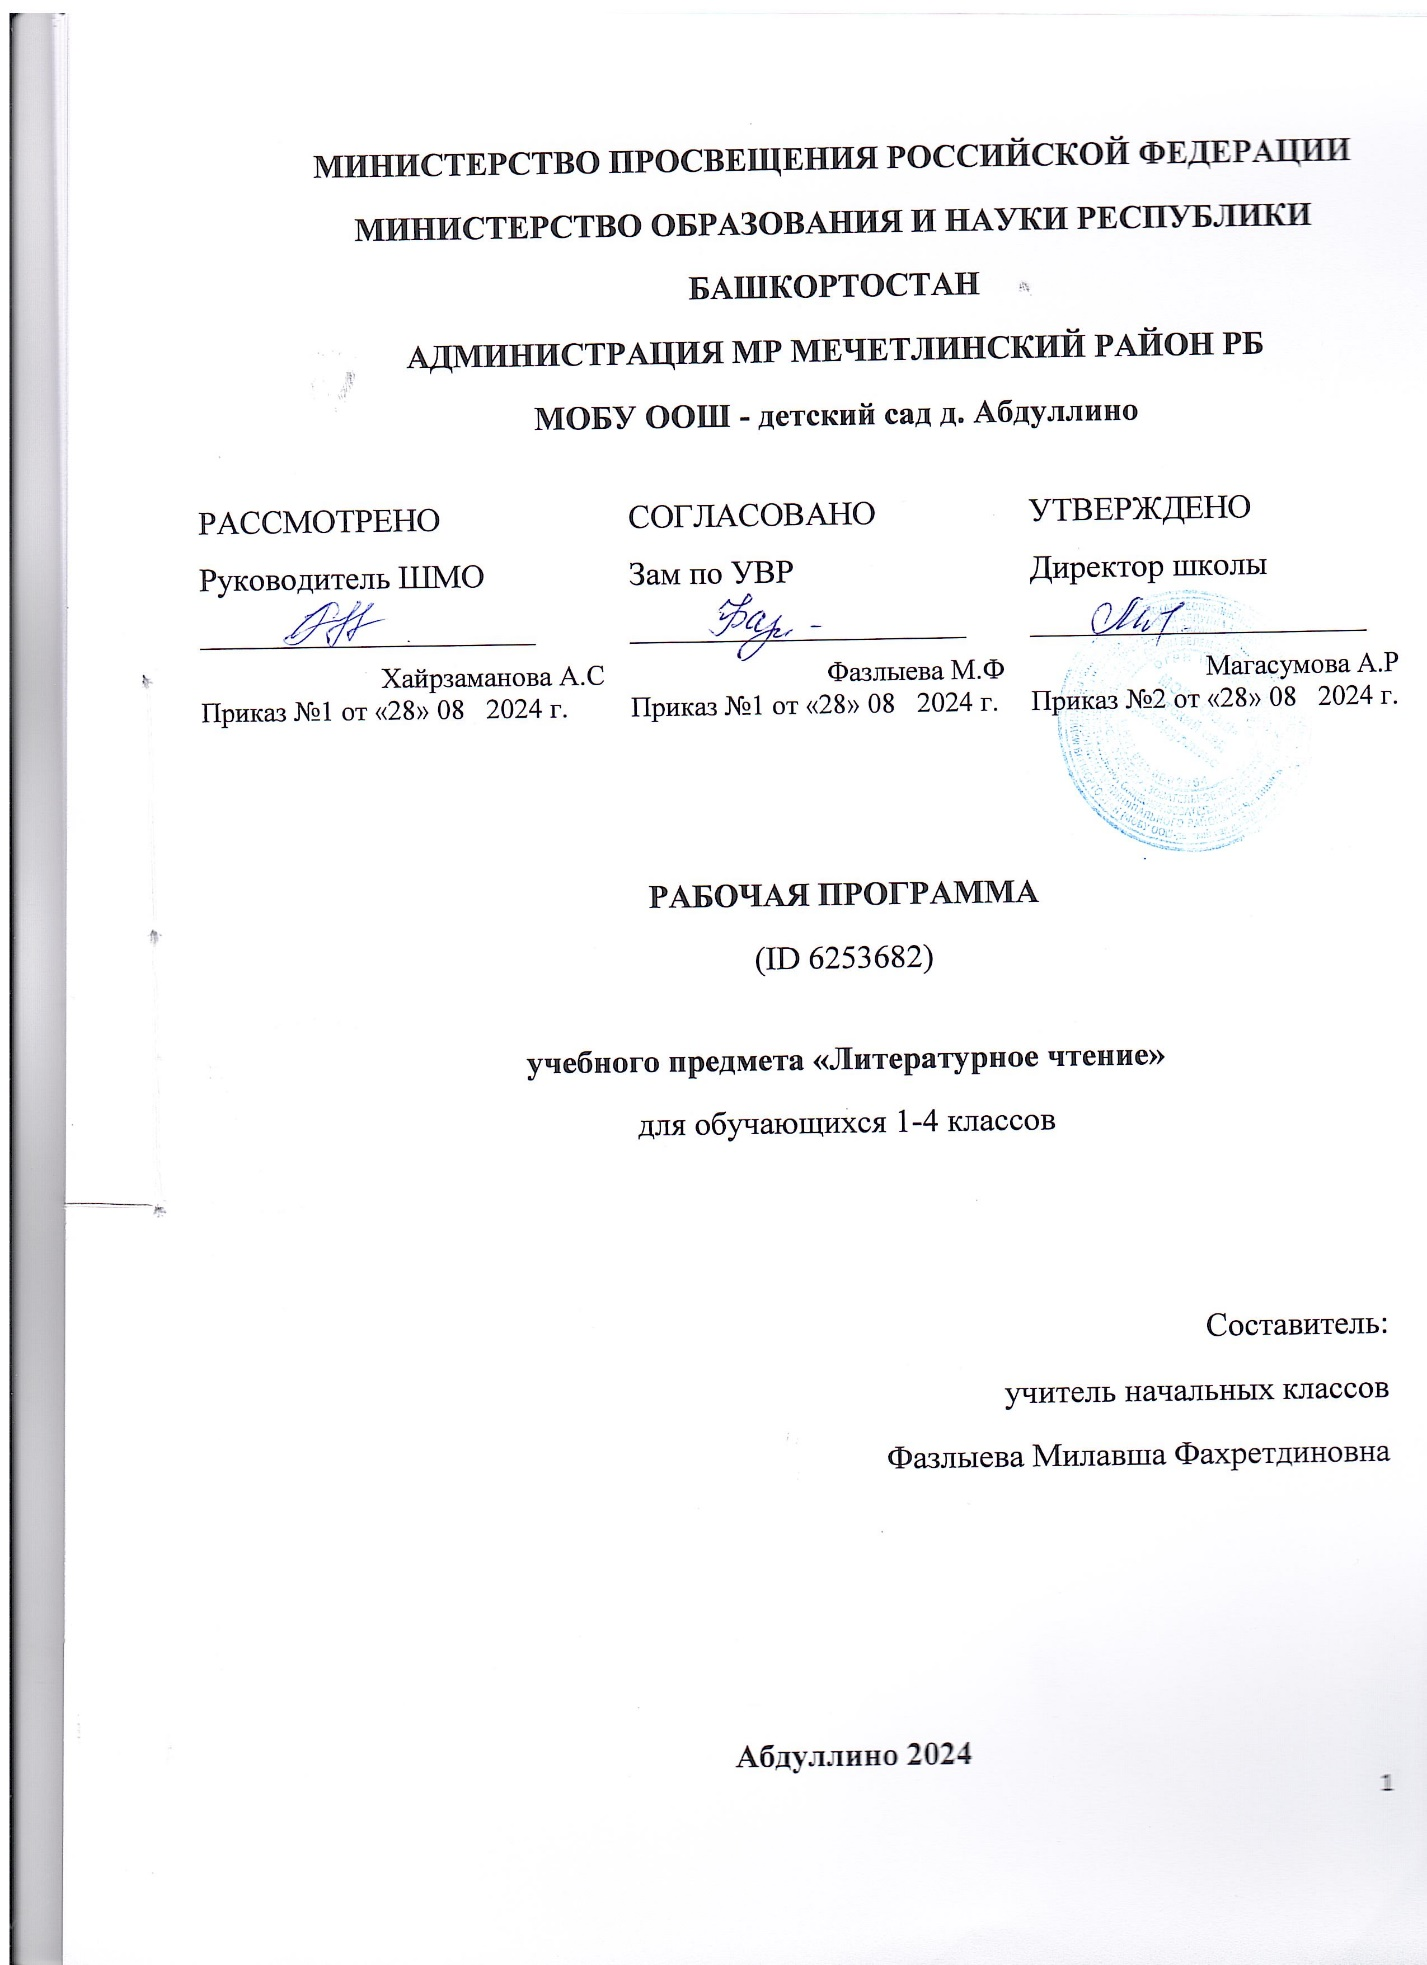 МИНИСТЕРСТВО ПРОСВЕЩЕНИЯ РОССИЙСКОЙ ФЕДЕРАЦИИ
МИНИСТЕРСТВО ОБРАЗОВАНИЯ И НАУКИ РЕСПУБЛИКИ
БАШКОРТОСТАН
АДМИНИСТРАЦИЯ МР МЕЧЕТЛИНСКИЙ РАЙОН РБ
МОБУ ООШ - детский сад д. Абдуллино
РАССМОТРЕНО
Руководитель ШМО
Хайрзаманова А.С
Приказ №1 от «28» 08 2024 г.
СОГЛАСОВАНО
Зам по УВР
Фазлыева М.Ф
Приказ №1 от «28» 08 2024 г.
УТВЕРЖДЕНО
Директор школы
Магасумова А.Р
Приказ №2 от «28» 08 2024 г.
РАБОЧАЯ ПРОГРАММА
(ID 6253682)
учебного предмета «Литературное чтение»
для обучающихся 1-4 классов
Составитель:
учитель начальных классов
Фазлыева Милавша Фахретдиновна
Абдуллино 2024
1